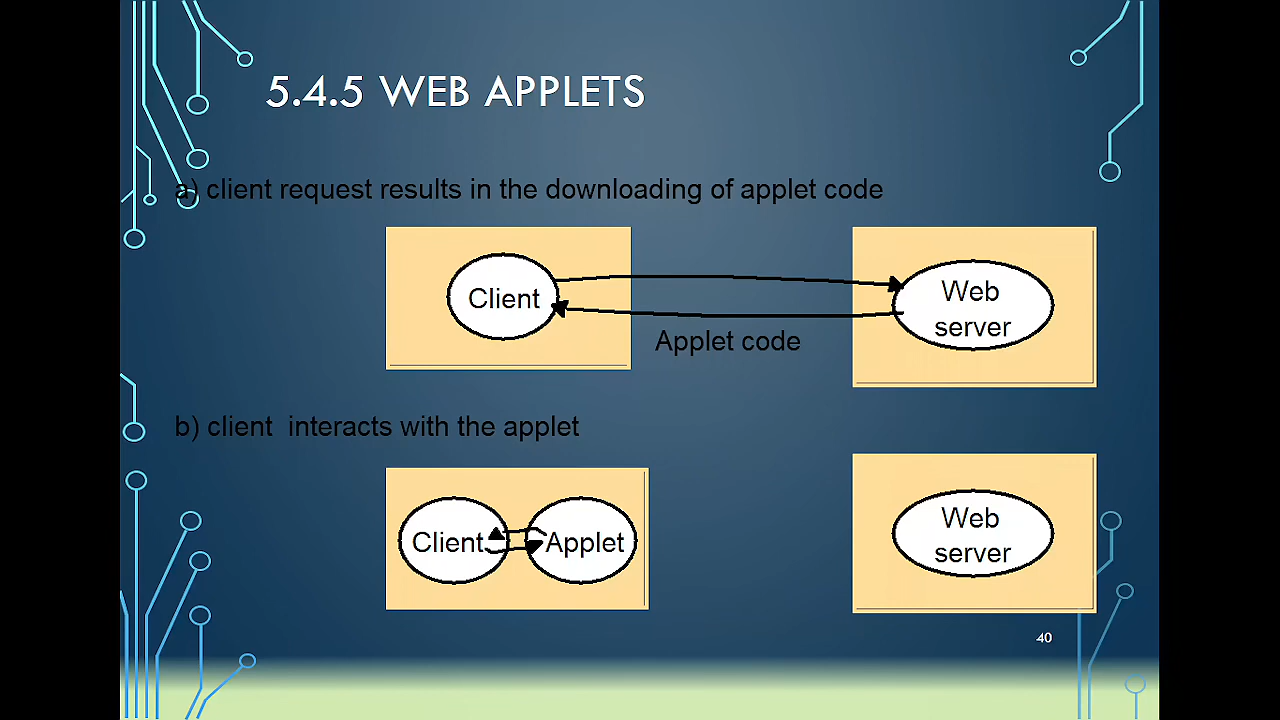 5.4.5 WEB APPLETS
a) client request results in the downloading of applet code
Client
Web
server
Applet code
b) client  interacts with the applet
Client
Applet
Web
server
40